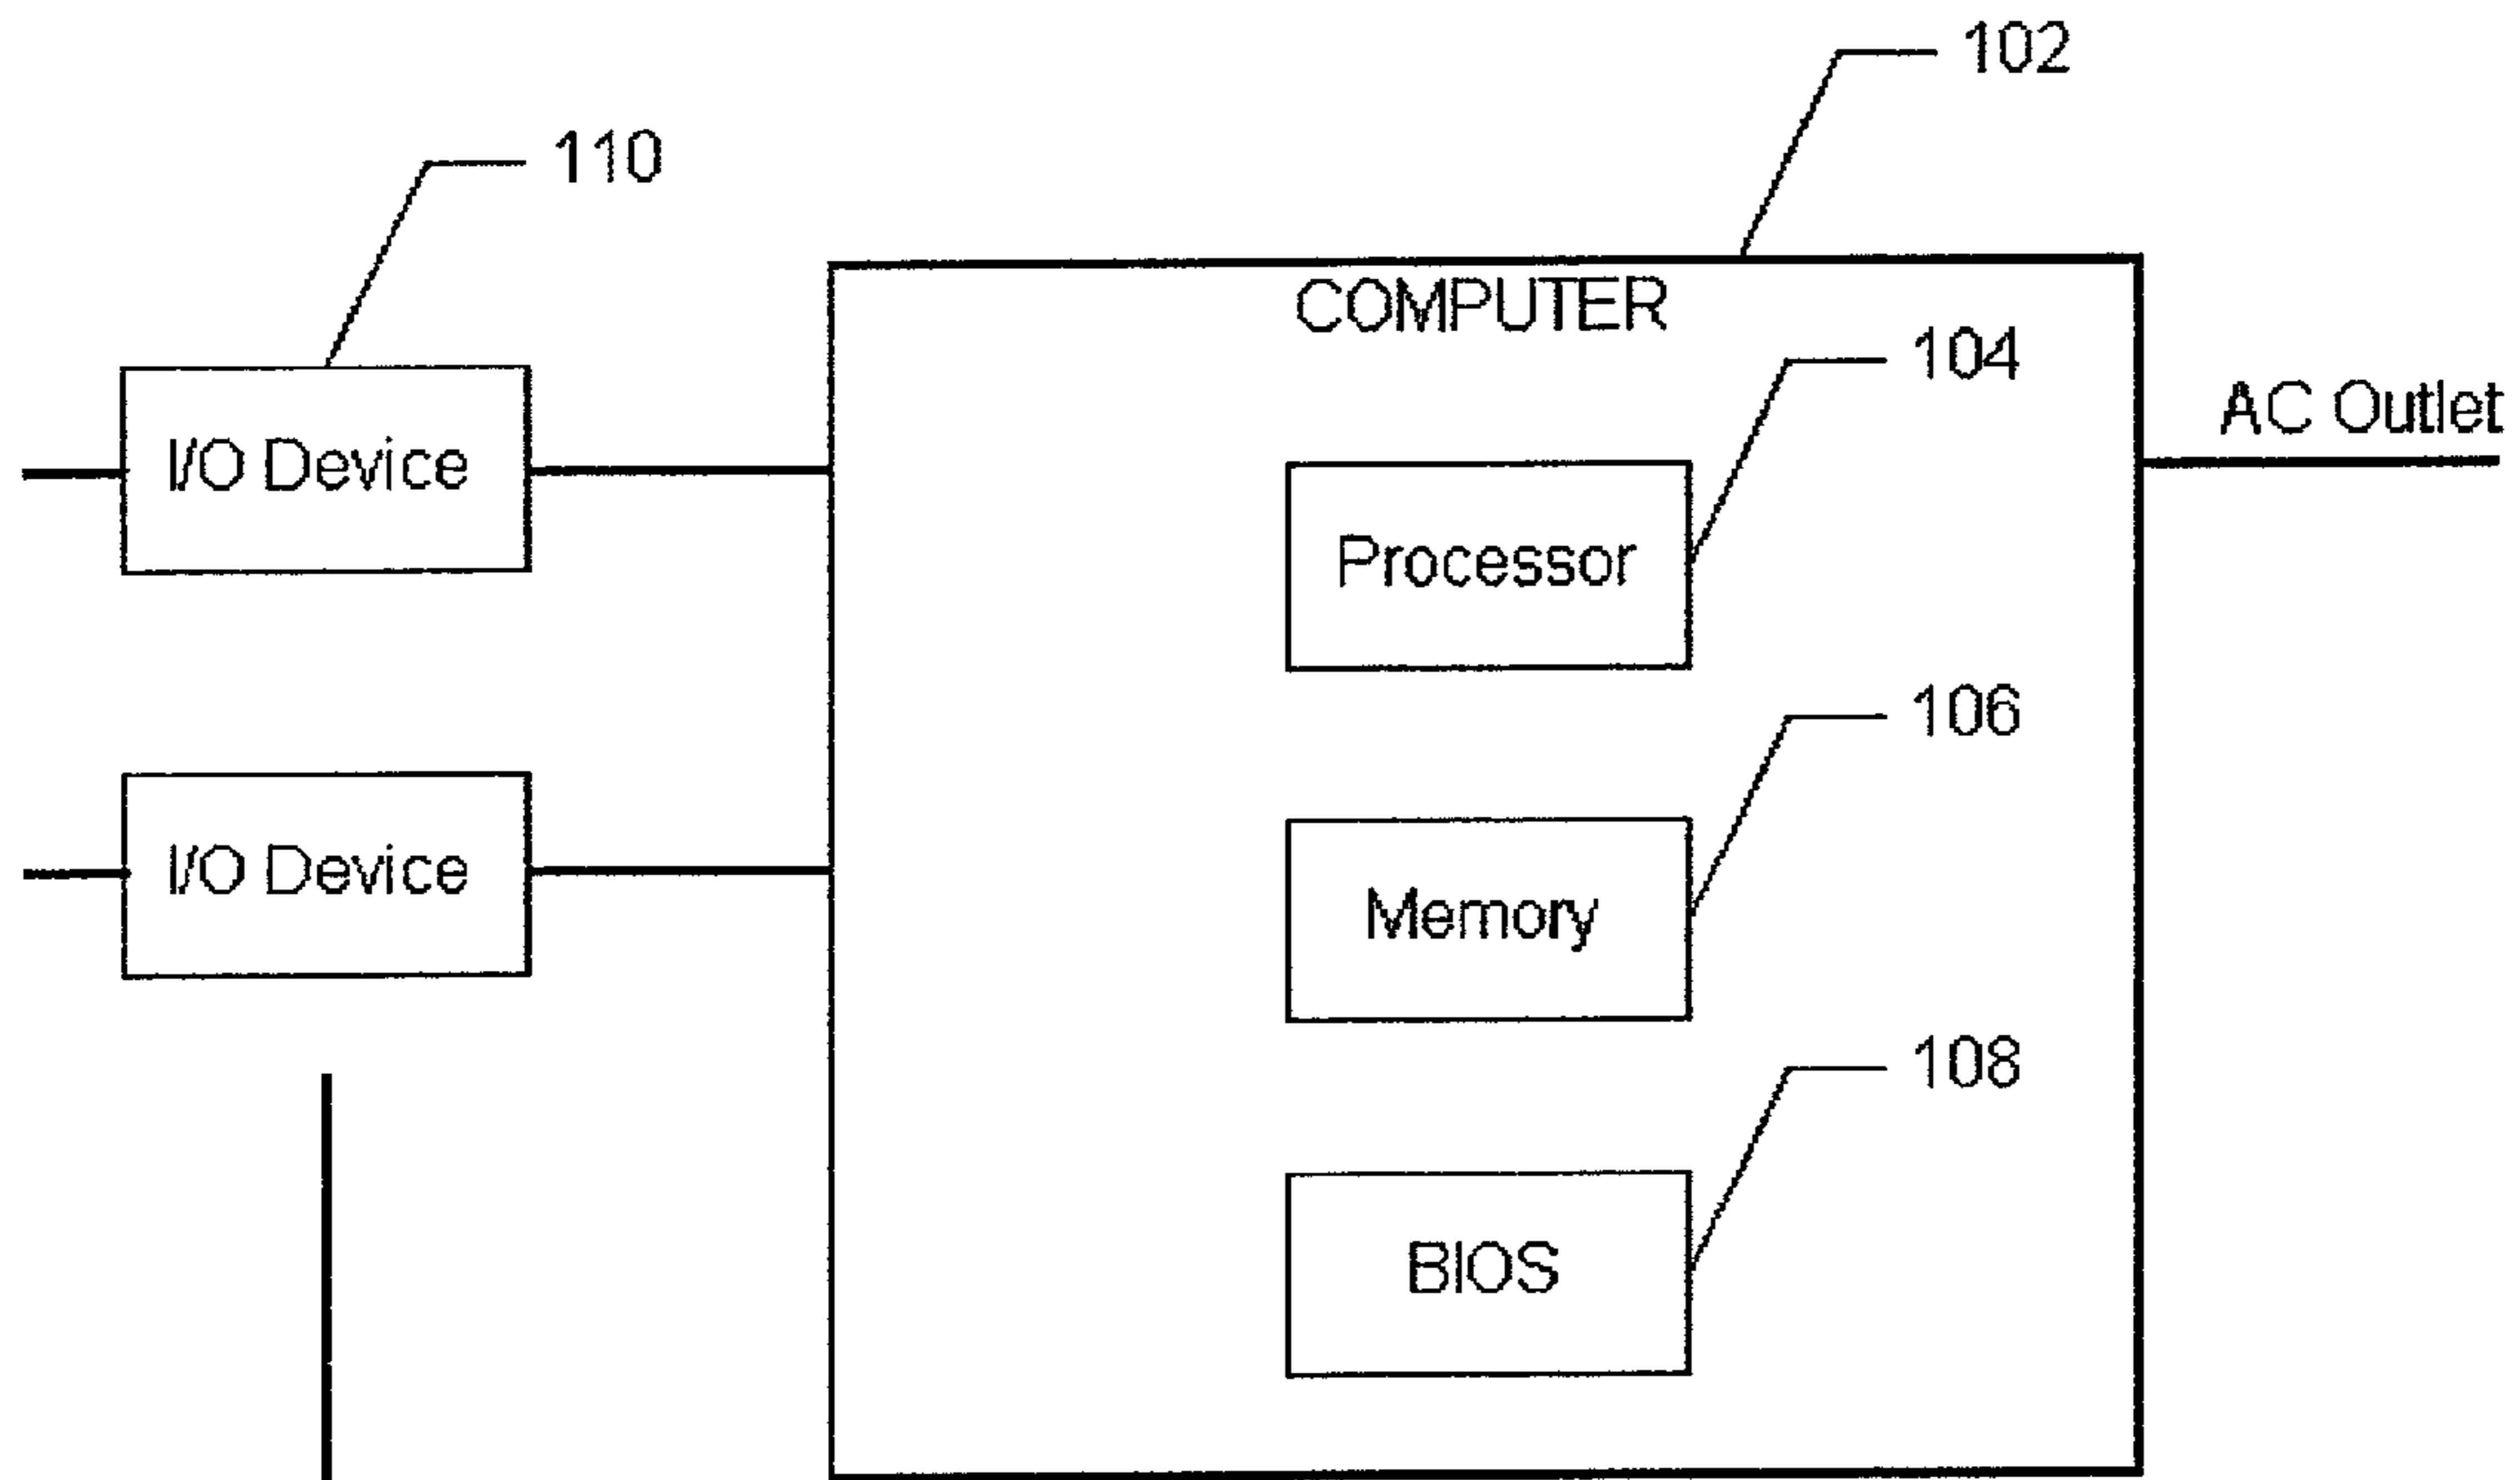 102
110
COMPUTER
104
AC Outlet
I/O Device
Processor
106
I/O Device
Memory
108
BIOS